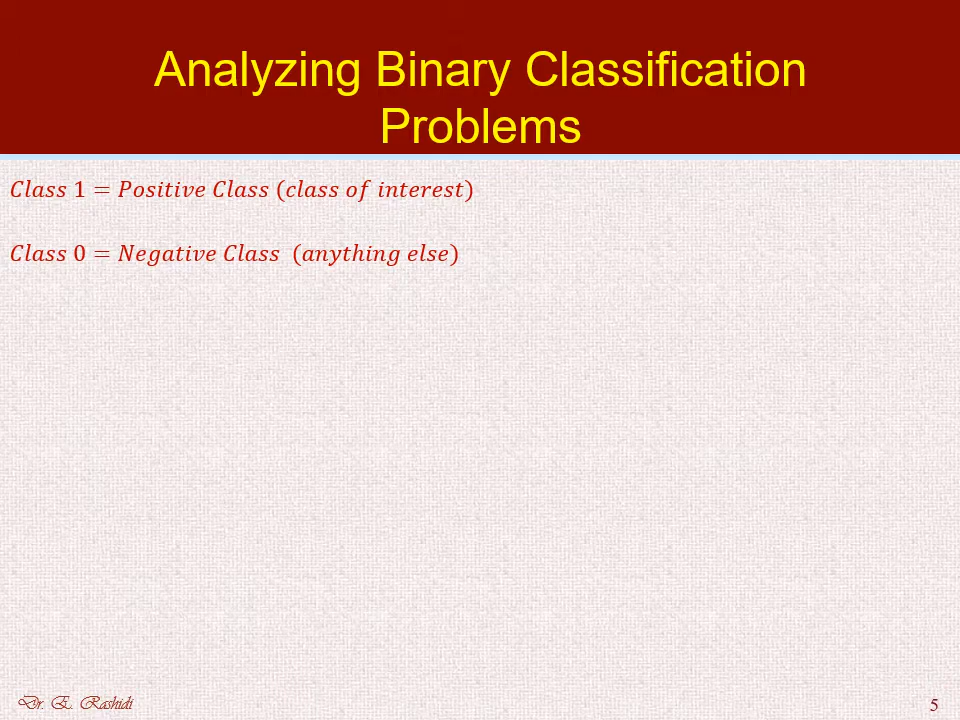 Analyzing Binary Classification
Problems
Class 1 = Positive Class (class of interest)
Class 0 = Negative Class (anything else)
Dr. E. Rashidi
5